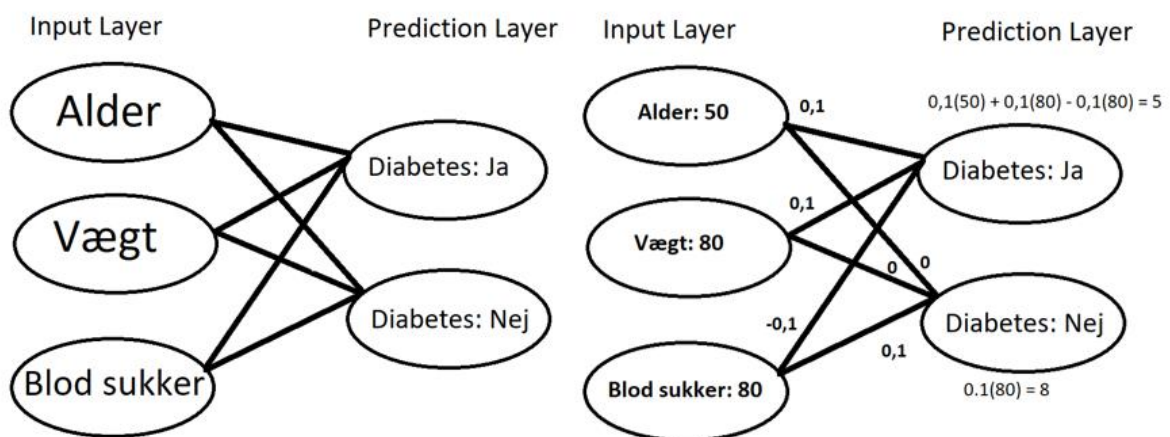 Input Layer
Prediction Layer
Alder
Vægt
Blod sukker
Diabetes: Ja
Diabetes: Nej
Input Layer
Prediction Layer
Alder: 50
Vægt: 80
Blod sukker: 80
0,1
0,1
0
0
-0,1
0,1
0,1(50) + 0,1(80) - 0,1(80) = 5
Diabetes: Ja
Diabetes: Nej
0.1(80) = 8